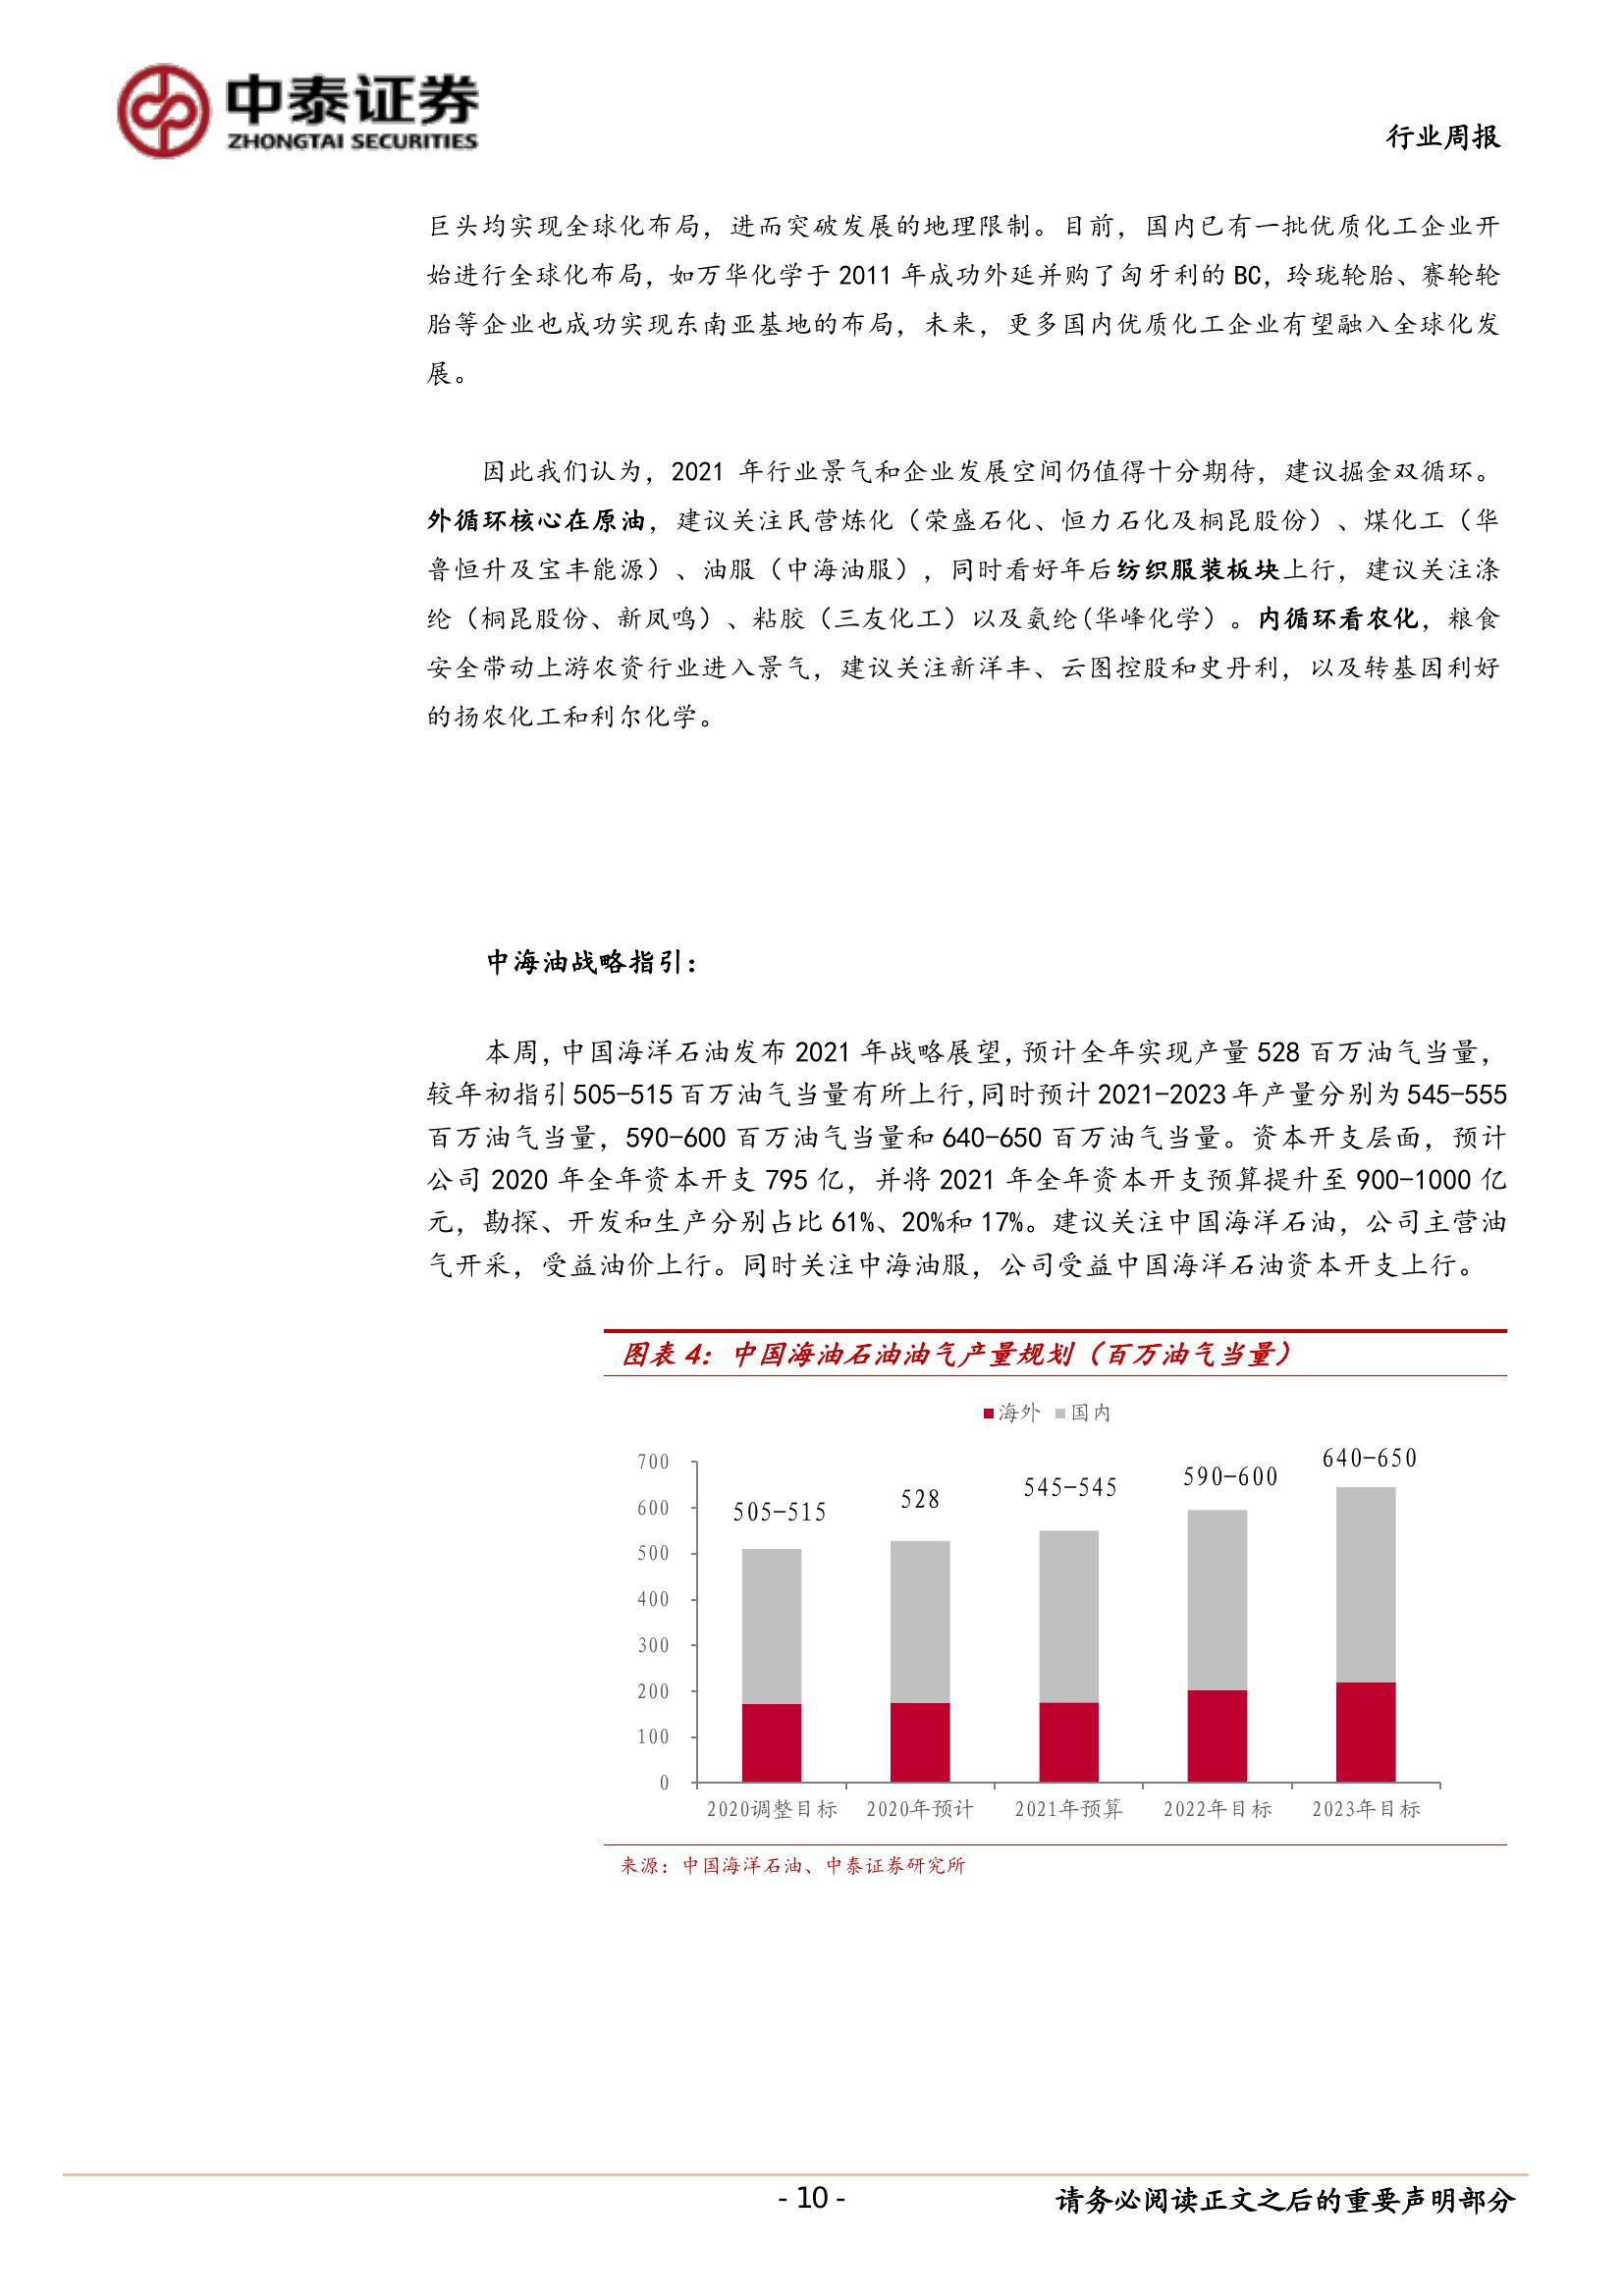 中泰证券
ZHONGTAI SECURITIES
行业周报
巨头均实现全球化布局，进而突破发展的地理限制。目前，国内已有一批优质化工企业开
始进行全球化布局，如万华化学于 2011 年成功外延并购了匈牙利的 BC，玲珑轮胎、赛轮轮
胎等企业也成功实现东南亚基地的布局，未来，更多国内优质化工企业有望融入全球化发
展。
因此我们认为，2021 年行业景气和企业发展空间仍值得十分期待，建议掘金双循环。
外循环核心在原油，建议关注民营炼化（荣盛石化、恒力石化及桐昆股份）、煤化工（华
鲁恒升及宝丰能源）、油服（中海油服），同时看好年后纺织服装板块上行，建议关注涤
纶（桐昆股份、新凤鸣）、粘胶（三友化工）以及氨纶(华峰化学）。内循环看农化，粮食
安全带动上游农资行业进入景气，建议关注新洋丰、云图控股和史丹利，以及转基因利好
的扬农化工和利尔化学。
中海油战略指引：
本周，中国海洋石油发布 2021 年战略展望，预计全年实现产量 528 百万油气当量，
较年初指引 505-515 百万油气当量有所上行，同时预计 2021-2023 年产量分别为 545-555
百万油气当量，590-600 百万油气当量和 640-650 百万油气当量。资本开支层面，预计
公司 2020 年全年资本开支 795 亿，并将 2021 年全年资本开支预算提升至 900-1000 亿
元，勘探、开发和生产分别占比 61%、20%和 17%。建议关注中国海洋石油，公司主营油
气开采，受益油价上行。同时关注中海油服，公司受益中国海洋石油资本开支上行。
图表 4：中国海油石油油气产量规划（百万油气当量）
海外 国内
700
600
500
400
300
200
100
0
505-515
528
545-545
590-600
640-650
2020调整目标 2020年预计 2021年预算 2022年目标 2023年目标
来源：中国海洋石油、中泰证券研究所
- 10 -
请务必阅读正文之后的重要声明部分